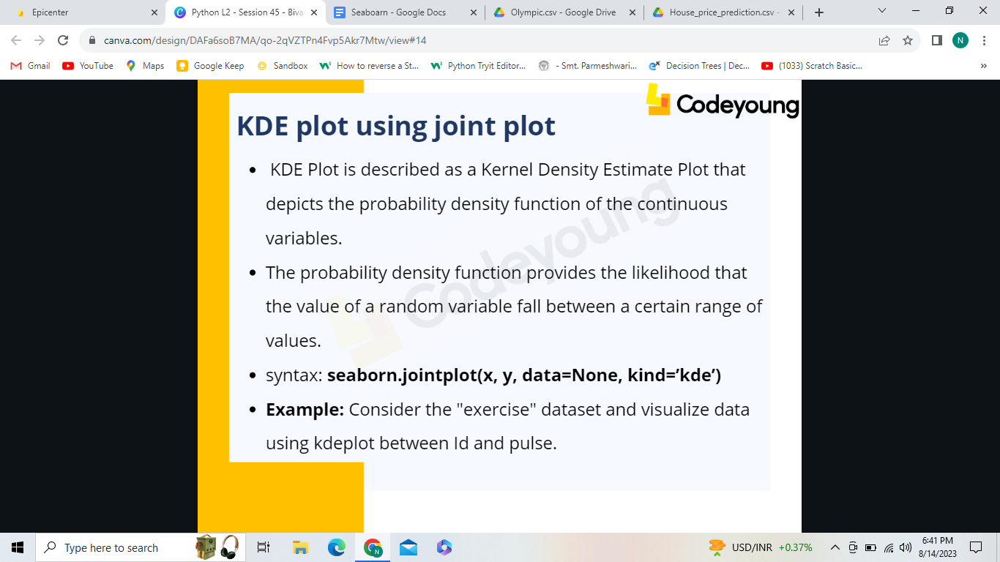 Epicenter
Python L2 - Session 45 - Biva
Seaboarn - Google Docs
Olympic.csv - Google Drive
House_price_prediction.csv -
canva.com/design/DAFa6soB7MA/qo-2qVZTPn4Fvp5Akr7Mtw/view#14
N
Gmail
YouTube
Maps
Google Keep
Sandbox
How to reverse a St...
Python Tryit Editor...
- Smt. Parmeshwari...
Decision Trees | Dec...
(1033) Scratch Basic...
»
Codeyoung
KDE plot using joint plot
• KDE Plot is described as a Kernel Density Estimate Plot that
depicts the probability density function of the continuous
variables.
• The probability density function provides the likelihood that
the value of a random variable fall between a certain range of
values.
• syntax: seaborn.jointplot(x, y, data=None, kind=’kde’)
• Example: Consider the "exercise" dataset and visualize data
using kdeplot between Id and pulse.
Codeyoung
Type here to search
USD/INR +0.37%
6:41 PM
8/14/2023